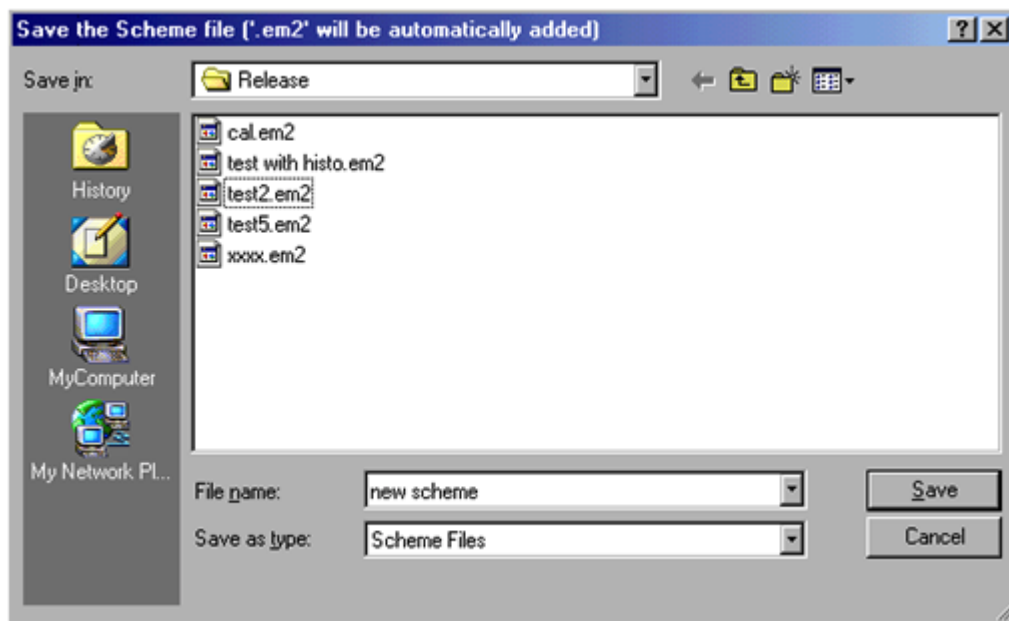 Save the Scheme file ('.em2' will be automatically added)
Save in:
Release
History
Desktop
MyComputer
My Network Pl...
cal.em2
test with histo.em2
test2.em2
test5.em2
xxxx.em2
File name:
new scheme
Save
Save as type:
Scheme Files
Cancel